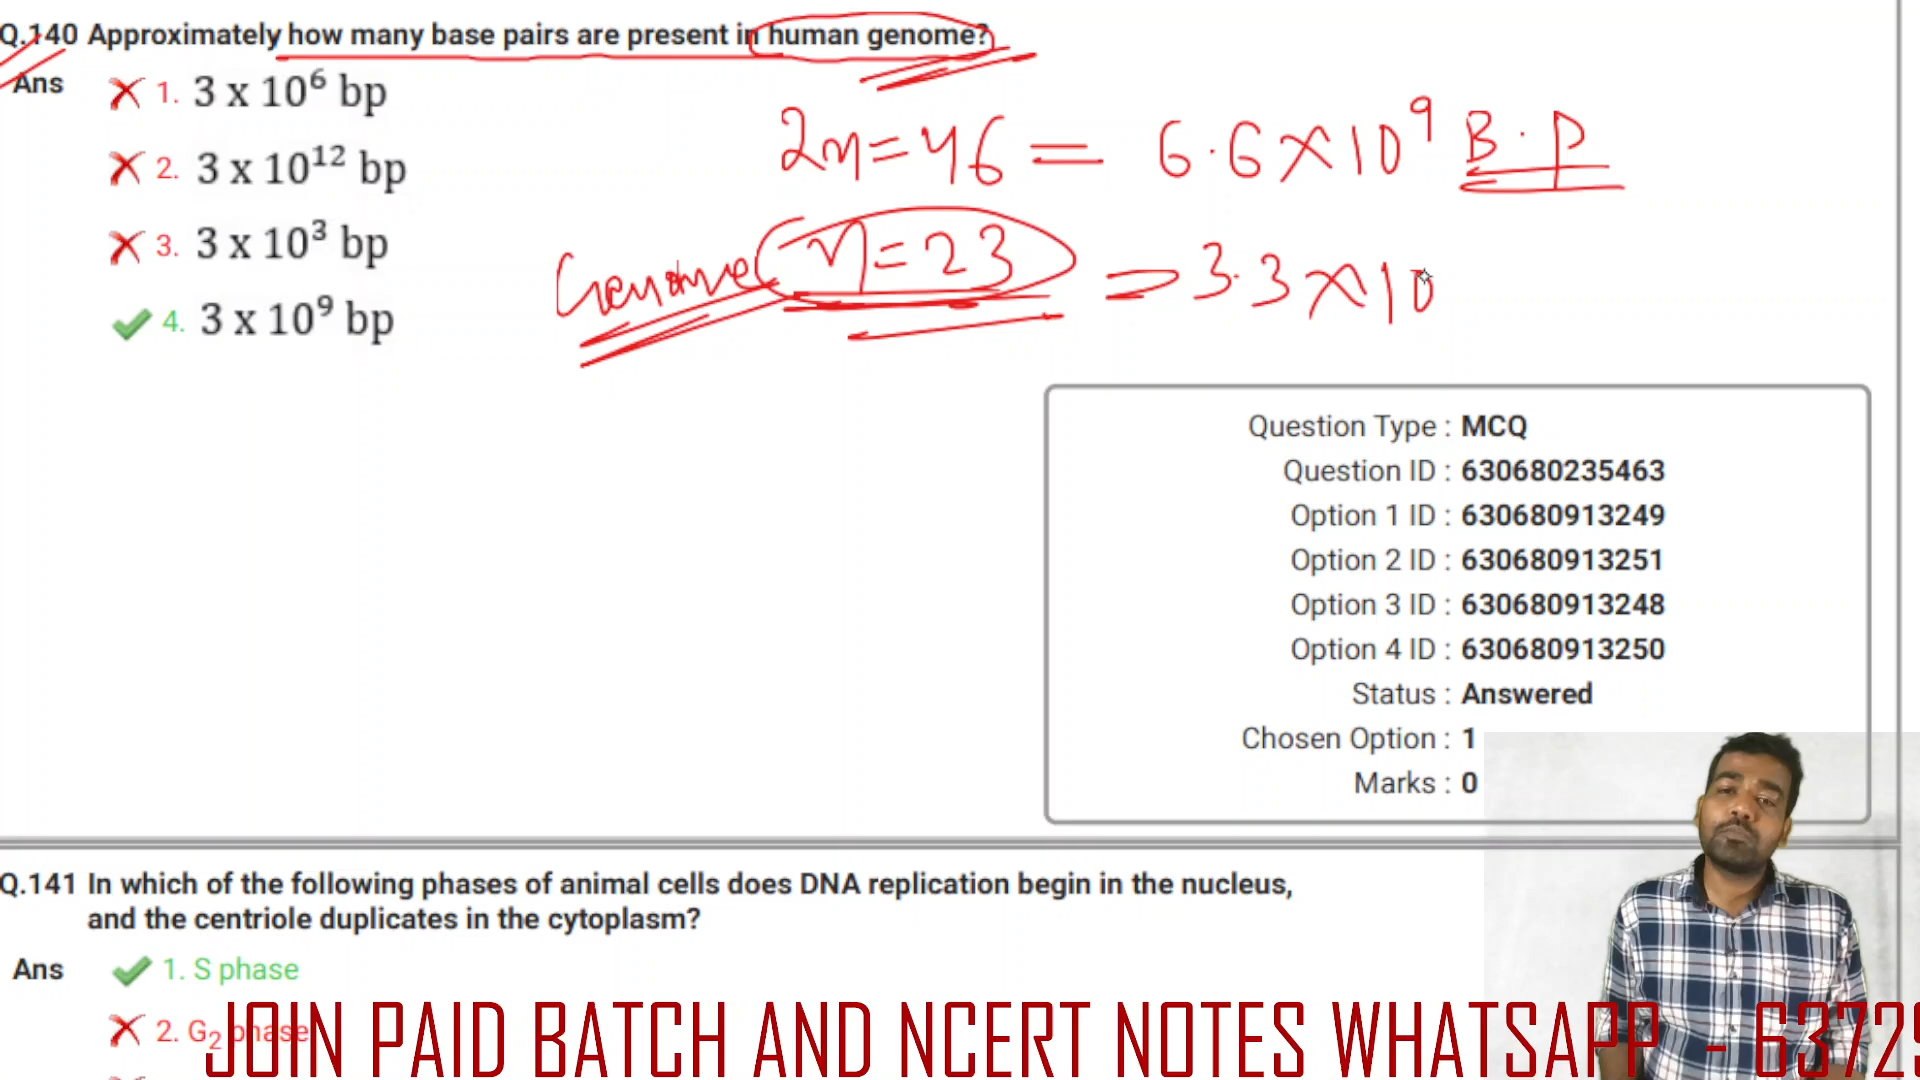 Q.140 Approximately how many base pairs are present in human genome?
Ans
1. 3 x 10⁶ bp
2. 3 x 10¹² bp
3. 3 x 10³ bp
4. 3 x 10⁹ bp
2n=46 = 6.6×10⁹ B.P
Genome n=23 = 3.3×10
Question Type : MCQ
Question ID : 630680235463
Option 1 ID : 630680913249
Option 2 ID : 630680913251
Option 3 ID : 630680913248
Option 4 ID : 630680913250
Status : Answered
Chosen Option : 1
Marks : 0
Q.141 In which of the following phases of animal cells does DNA replication begin in the nucleus,
and the centriole duplicates in the cytoplasm?
Ans
1. S phase
2. G₂ phase
JOIN PAID BATCH AND NCERT NOTES WHATSAPP - 6372